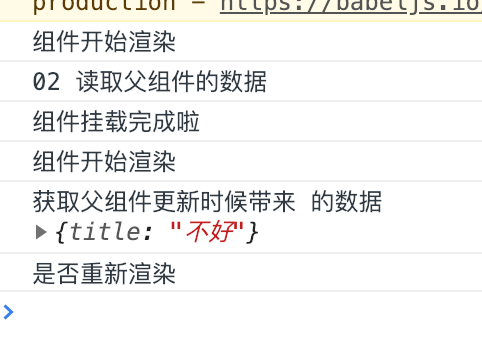 production – https://babeljs.io
组件开始渲染
02 读取父组件的数据
组件挂载完成啦
组件开始渲染
获取父组件更新时候带来 的数据
{title: "不好"}
是否重新渲染